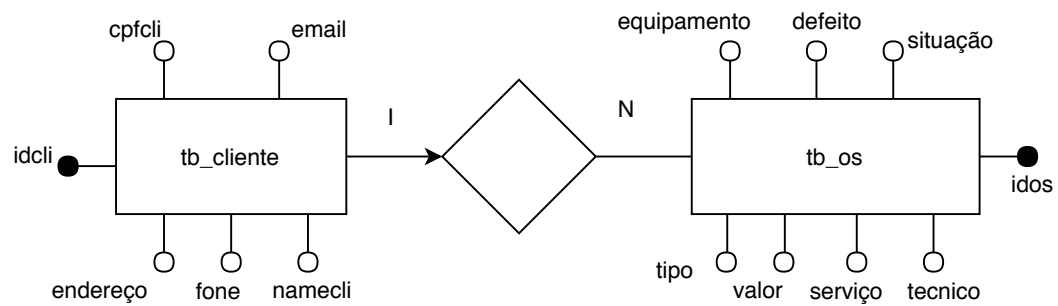 cpfcli
email
equipamento
defeito
situação
I
N
idcli
tb_cliente
tb_os
idos
endereço
fone
namecli
tipo
valor
serviço
tecnico